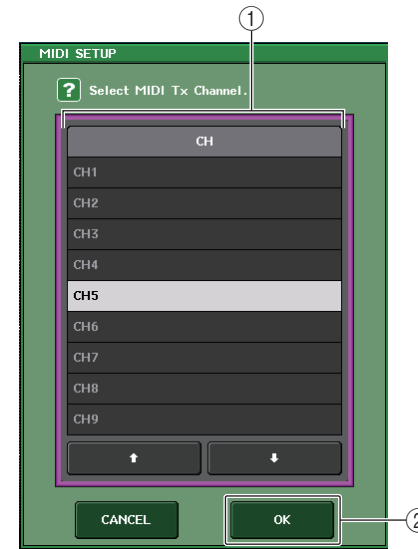 ①
MIDI SETUP
? Select MIDI Tx Channel.
CH
CH1
CH2
CH3
CH4
CH5
CH6
CH7
CH8
CH9
CANCEL OK ②